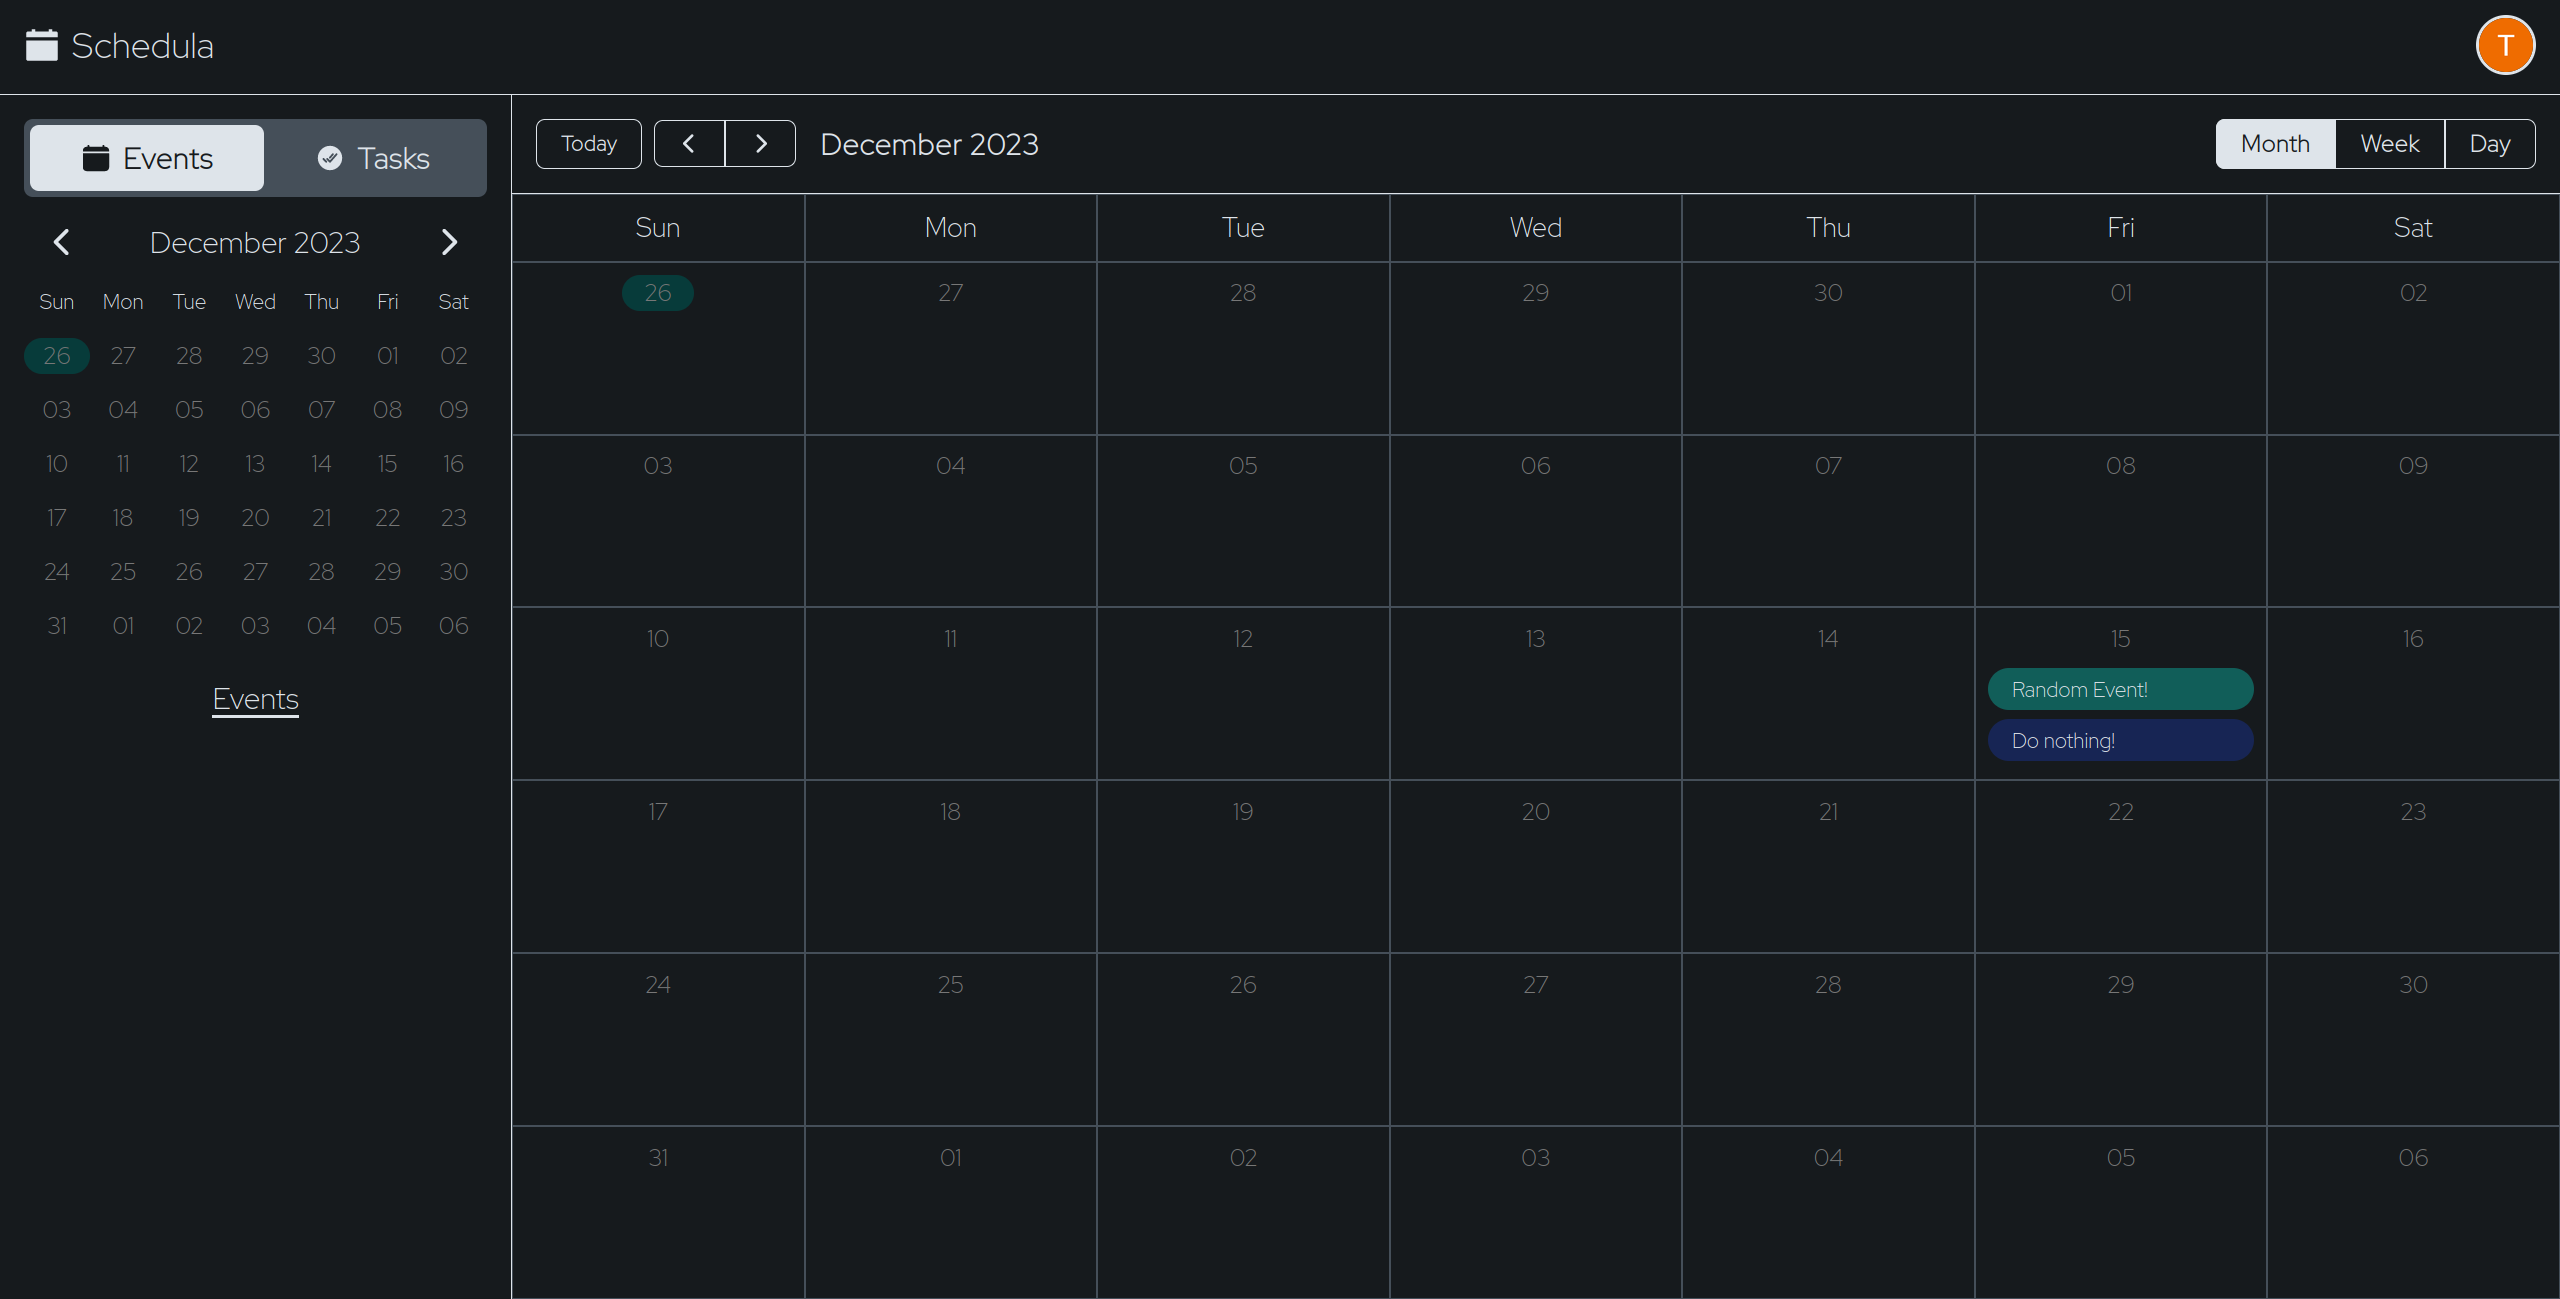 Schedula
T
Events Tasks
December 2023
Sun Mon Tue Wed Thu Fri Sat
26 27 28 29 30 01 02
03 04 05 06 07 08 09
10 11 12 13 14 15 16
17 18 19 20 21 22 23
24 25 26 27 28 29 30
31 01 02 03 04 05 06
Events
Today December 2023 Month Week Day
Sun Mon Tue Wed Thu Fri Sat
26 27 28 29 30 01 02
03 04 05 06 07 08 09
10 11 12 13 14 15 16
Random Event!
Do nothing!
17 18 19 20 21 22 23
24 25 26 27 28 29 30
31 01 02 03 04 05 06